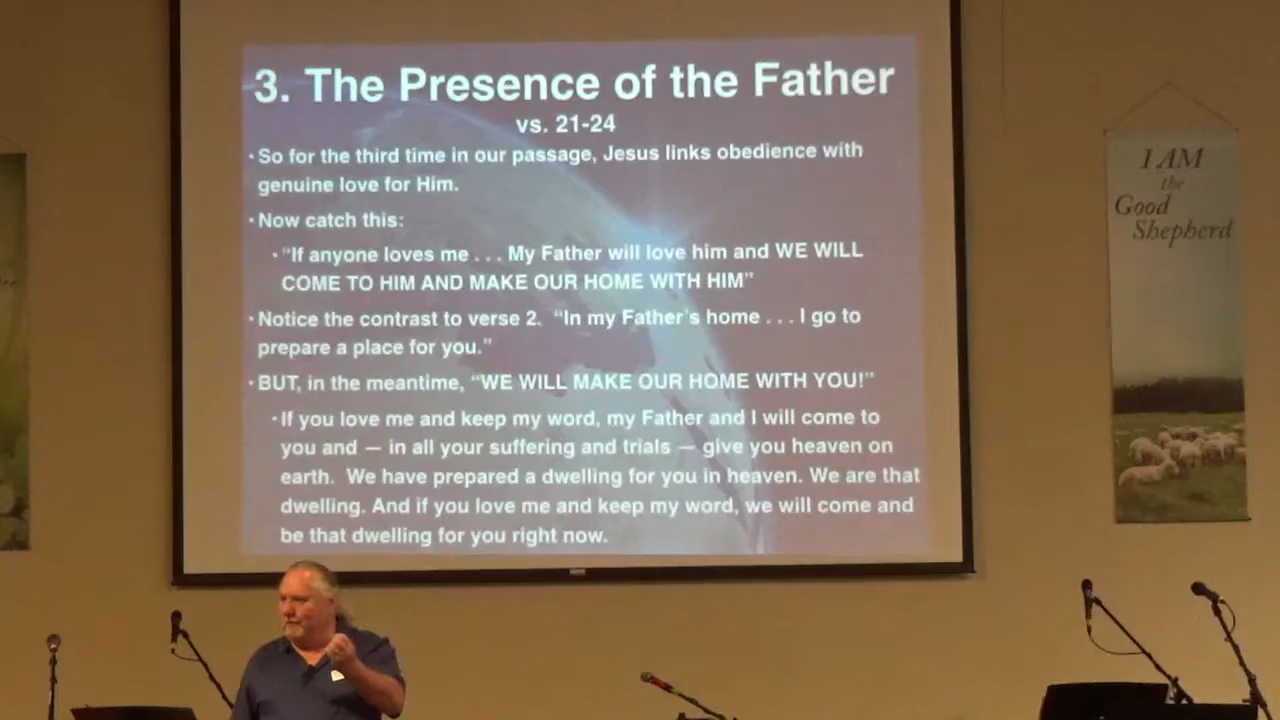 3. The Presence of the Father
vs. 21-24
· So for the third time in our passage, Jesus links obedience with
genuine love for Him.
· Now catch this:
· “If anyone loves me . . . My Father will love him and WE WILL
COME TO HIM AND MAKE OUR HOME WITH HIM”
· Notice the contrast to verse 2.  “In my Father’s home . . . I go to
prepare a place for you.”
· BUT, in the meantime, “WE WILL MAKE OUR HOME WITH YOU!”
· If you love me and keep my word, my Father and I will come to
you and — in all your suffering and trials — give you heaven on
earth.  We have prepared a dwelling for you in heaven. We are that
dwelling. And if you love me and keep my word, we will come and
be that dwelling for you right now.
I AM
the
Good
Shepherd